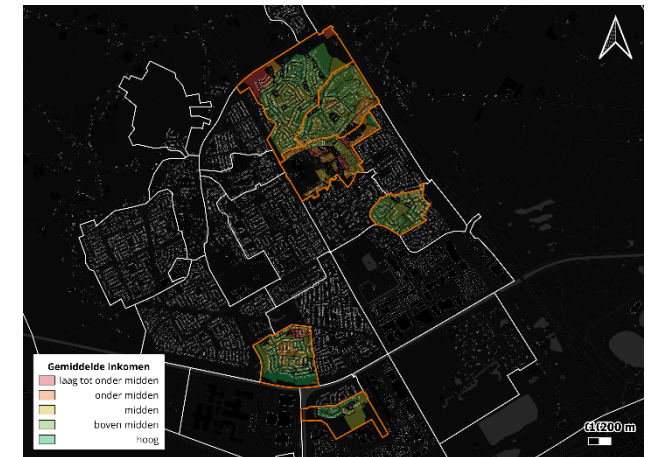 Gemiddelde inkomen
laag tot onder midden
onder midden
midden
boven midden
hoog
200 m